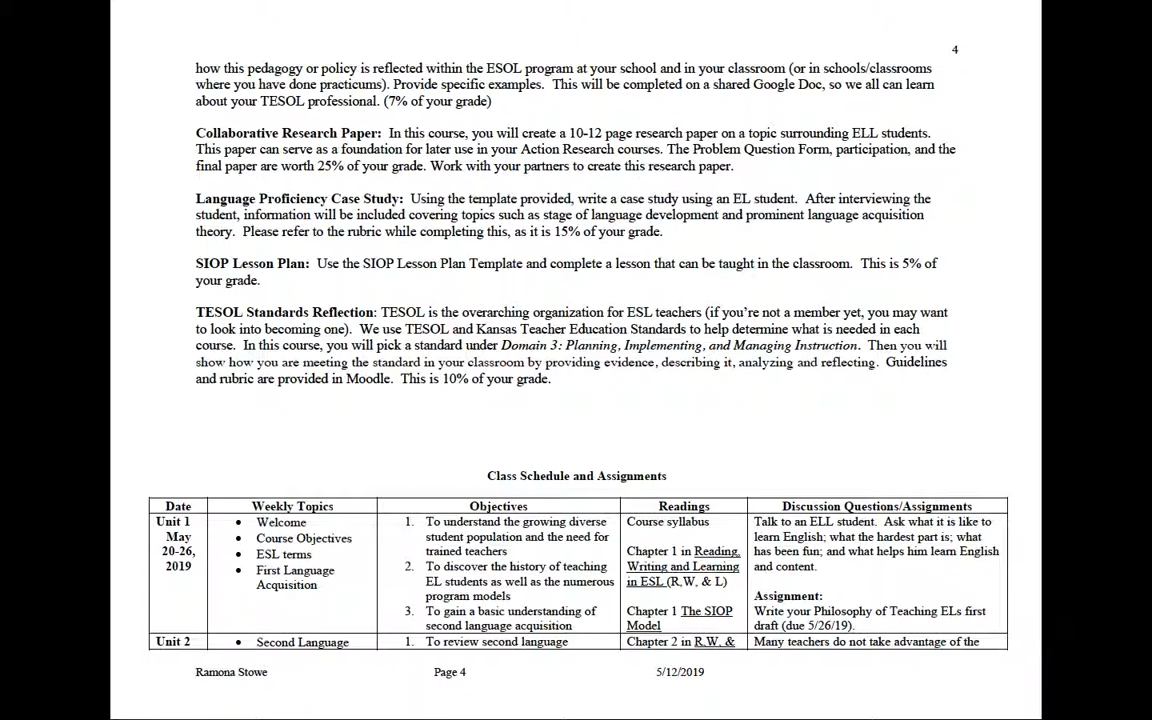 4
how this pedagogy or policy is reflected within the ESOL program at your school and in your classroom (or in schools/classrooms
where you have done practicums). Provide specific examples.  This will be completed on a shared Google Doc, so we all can learn
about your TESOL professional. (7% of your grade)
Collaborative Research Paper:  In this course, you will create a 10-12 page research paper on a topic surrounding ELL students.
This paper can serve as a foundation for later use in your Action Research courses. The Problem Question Form, participation, and the
final paper are worth 25% of your grade. Work with your partners to create this research paper.
Language Proficiency Case Study:  Using the template provided, write a case study using an EL student.  After interviewing the
student, information will be included covering topics such as stage of language development and prominent language acquisition
theory.  Please refer to the rubric while completing this, as it is 15% of your grade.
SIOP Lesson Plan:  Use the SIOP Lesson Plan Template and complete a lesson that can be taught in the classroom.  This is 5% of
your grade.
TESOL Standards Reflection: TESOL is the overarching organization for ESL teachers (if you're not a member yet, you may want
to look into becoming one).  We use TESOL and Kansas Teacher Education Standards to help determine what is needed in each
course.  In this course, you will pick a standard under Domain 3: Planning, Implementing, and Managing Instruction.  Then you will
show how you are meeting the standard in your classroom by providing evidence, describing it, analyzing and reflecting.  Guidelines
and rubric are provided in Moodle.  This is 10% of your grade.
Class Schedule and Assignments
Date
Weekly Topics
Objectives
Readings
Discussion Questions/Assignments
Unit 1
May
20-26,
2019
• Welcome
• Course Objectives
• ESL terms
• First Language
Acquisition
1. To understand the growing diverse
student population and the need for
trained teachers
2. To discover the history of teaching
EL students as well as the numerous
program models
3. To gain a basic understanding of
second language acquisition
Course syllabus
Chapter 1 in Reading,
Writing and Learning
in ESL (R,W, & L)
Chapter 1 The SIOP
Model
Talk to an ELL student.  Ask what it is like to
learn English; what the hardest part is; what
has been fun; and what helps him learn English
and content.
Assignment:
Write your Philosophy of Teaching ELs first
draft (due 5/26/19).
Unit 2
• Second Language
1. To review second language
Chapter 2 in R,W, &
Many teachers do not take advantage of the
Ramona Stowe
Page 4
5/12/2019